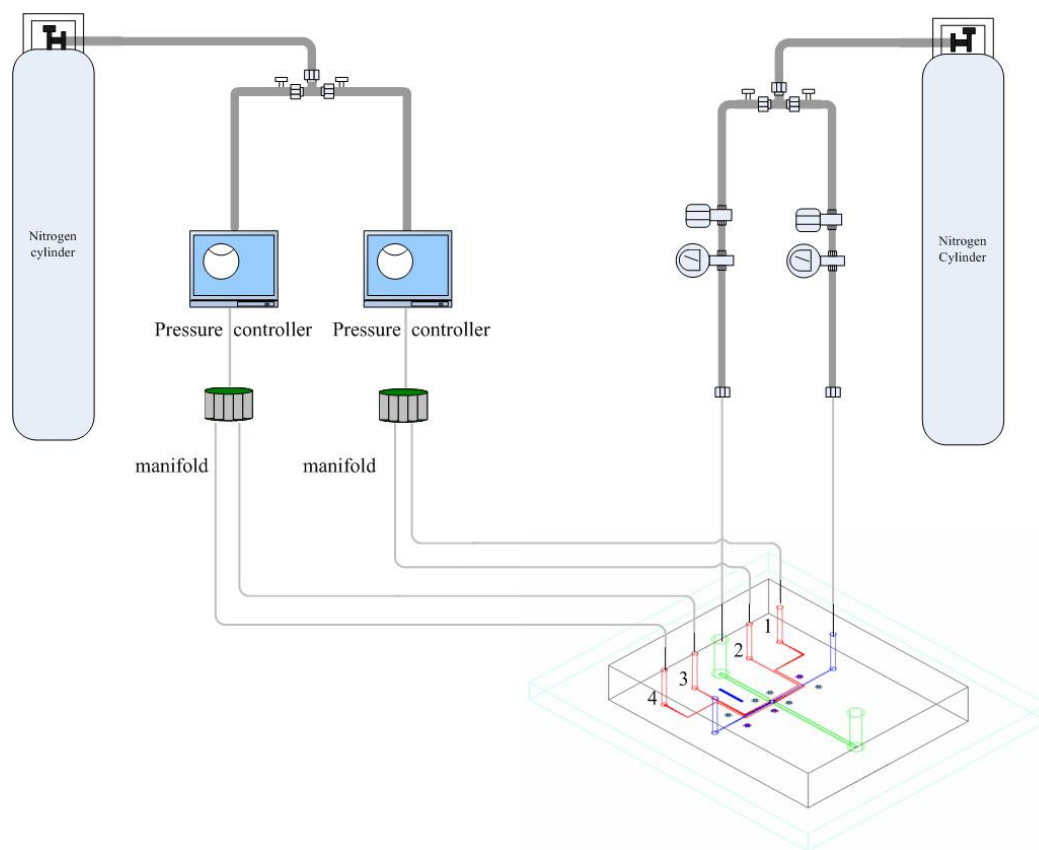 Nitrogen
cylinder
Nitrogen
Cylinder
Pressure controller
Pressure controller
manifold
manifold
1
2
3
4